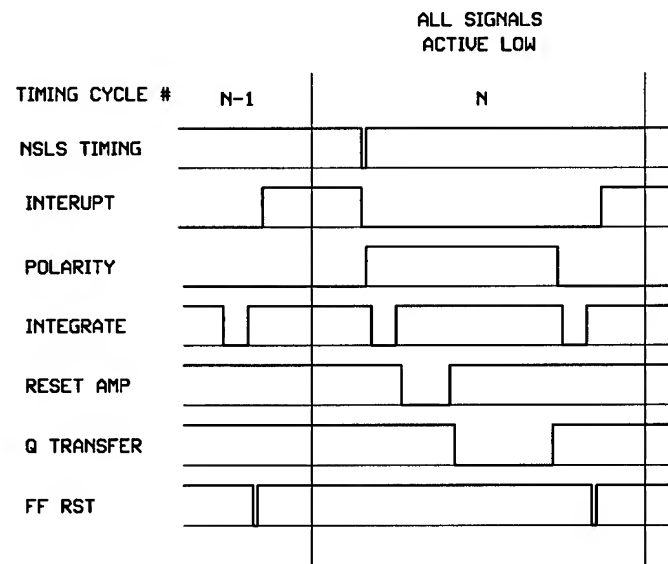 ALL SIGNALS
ACTIVE LOW
TIMING CYCLE # N-1 N
NSLS TIMING
INTERUPT
POLARITY
INTEGRATE
RESET AMP
Q TRANSFER
FF RST